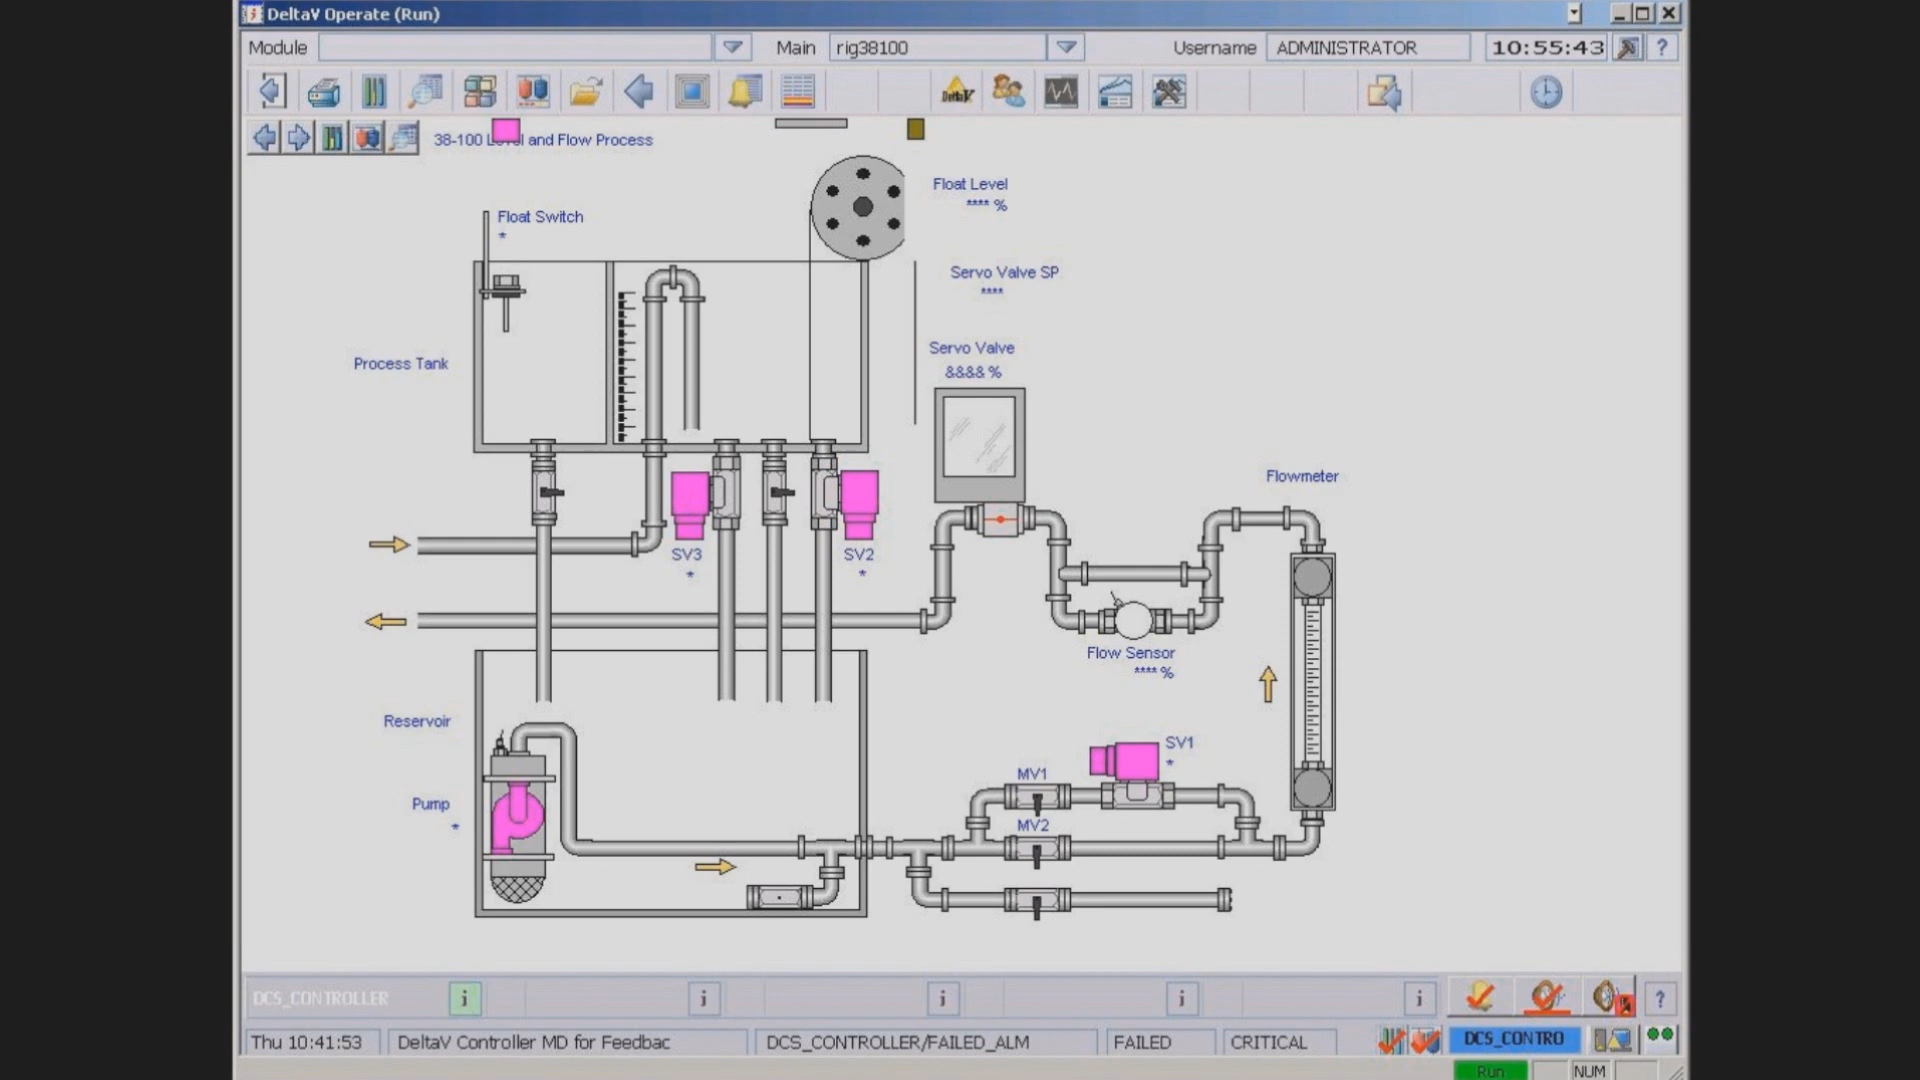 DeltaV Operate (Run)
Module
Main
rig38100
Username
ADMINISTRATOR
10:55:43
?
DeltaV
38-100 Level and Flow Process
Float Level
**** %
Float Switch
*
Servo Valve SP
****
Servo Valve
&&&& %
Process Tank
Flowmeter
SV3
*
SV2
*
Flow Sensor
**** %
Reservoir
SV1
*
MV1
Pump
*
MV2
DCS_CONTROLLER
i
i
i
i
i
?
Thu 10:41:53
DeltaV Controller MD for Feedbac
DCS_CONTROLLER/FAILED_ALM
FAILED
CRITICAL
DCS_CONTRO
Run
NUM